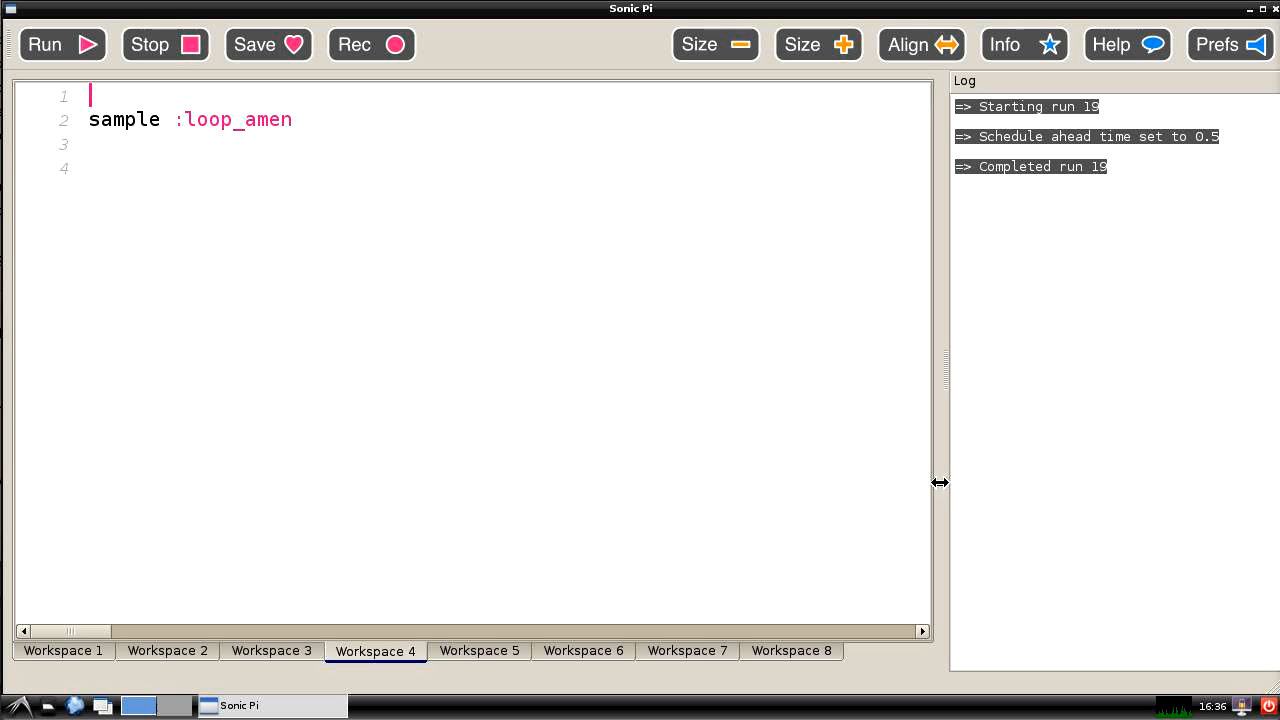 Sonic Pi
Run Stop Save Rec Size Size Align Info Help Prefs
Log
1
2 sample :loop_amen
3
4
=> Starting run 19
=> Schedule ahead time set to 0.5
=> Completed run 19
Workspace 1 Workspace 2 Workspace 3 Workspace 4 Workspace 5 Workspace 6 Workspace 7 Workspace 8
Sonic Pi 16:36